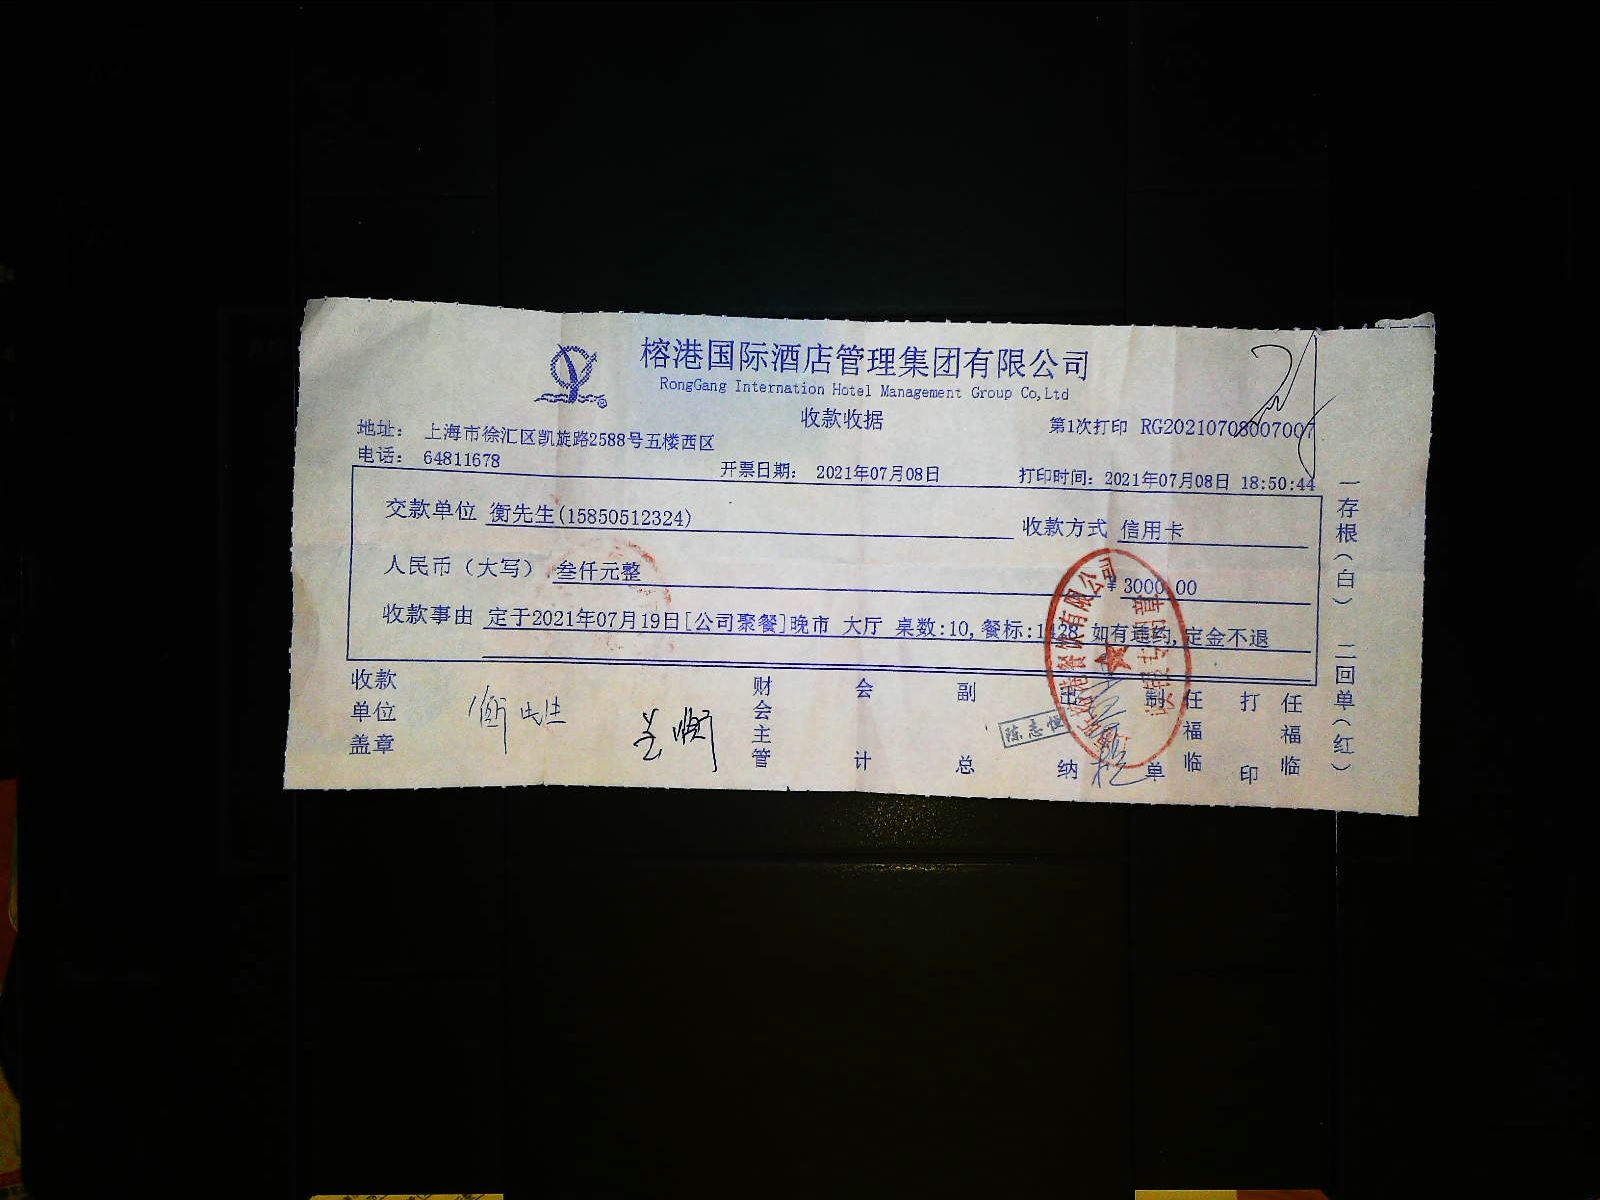 榕港国际酒店管理集团有限公司
RongGang Internation Hotel Management Group Co,Ltd
收款收据
第1次打印 RG20210708007007
地址： 上海市徐汇区凯旋路2588号五楼西区
电话： 64811678
开票日期： 2021年07月08日
打印时间：2021年07月08日 18:50:44
交款单位 衡先生(15850512324)
收款方式 信用卡
人民币（大写） 叁仟元整
¥ 3000.00
收款事由 定于2021年07月19日[公司聚餐]晚市 大厅 桌数:10,餐标:1428 如有违约,定金不退
收款单位盖章
衡先生
财会主管
会计
副总
出纳
陈志恒
制单
任福临
打印
任福临
一存根（白） 二回单（红）